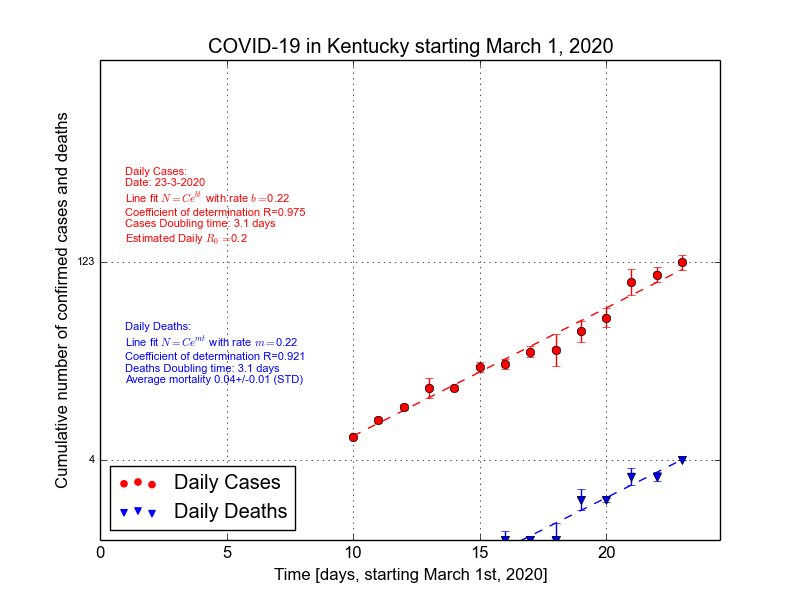 COVID-19 in Kentucky starting March 1, 2020
Cumulative number of confirmed cases and deaths
Daily Cases:
Date: 23-3-2020
Line fit N = Ce^{bt} with rate b =0.22
Coefficient of determination R=0.975
Cases Doubling time: 3.1 days
Estimated Daily R_0 =0.2
123
Daily Deaths:
Line fit N = Ce^{mt} with rate m =0.22
Coefficient of determination R=0.921
Deaths Doubling time: 3.1 days
Average mortality 0.04+/-0.01 (STD)
4
Daily Cases
Daily Deaths
0 5 10 15 20
Time [days, starting March 1st, 2020]